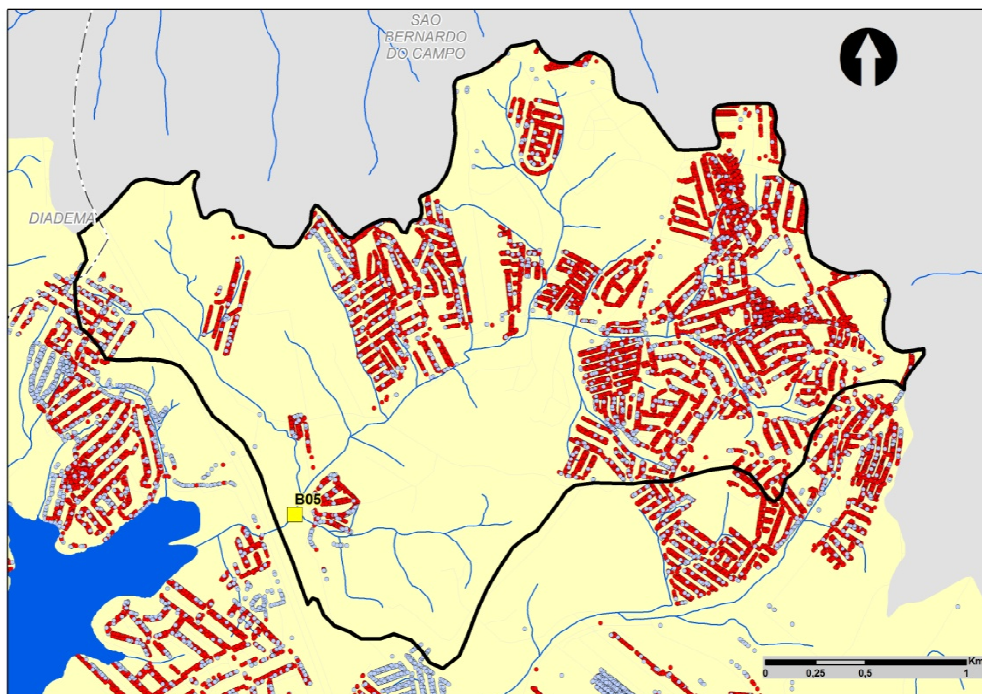 SAO
BERNARDO
DO CAMPO
DIADEMA
B05
Km
0 0,25 0,5 1